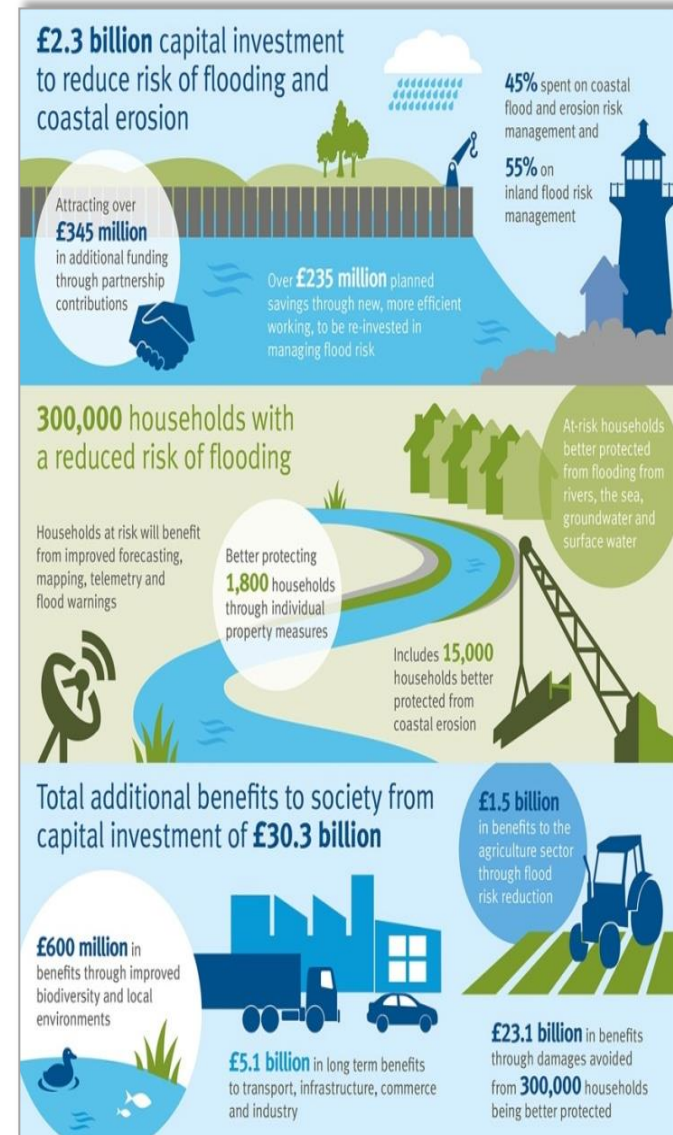 £2.3 billion capital investment
to reduce risk of flooding and
coastal erosion
45% spent on coastal
flood and erosion risk
management and
55% on
inland flood risk
management
Attracting over
£345 million
in additional funding
through partnership
contributions
Over £235 million planned
savings through new, more efficient
working, to be re-invested in
managing flood risk
300,000 households with
a reduced risk of flooding
At-risk households
better protected
from flooding from
rivers, the sea,
groundwater and
surface water
Households at risk will benefit
from improved forecasting,
mapping, telemetry and
flood warnings
Better protecting
1,800 households
through individual
property measures
Includes 15,000
households better
protected from
coastal erosion
Total additional benefits to society from
capital investment of £30.3 billion
£1.5 billion
in benefits to the
agriculture sector
through flood
risk reduction
£600 million in
benefits through improved
biodiversity and local
environments
£5.1 billion in long term benefits
to transport, infrastructure, commerce
and industry
£23.1 billion in benefits
through damages avoided
from 300,000 households
being better protected